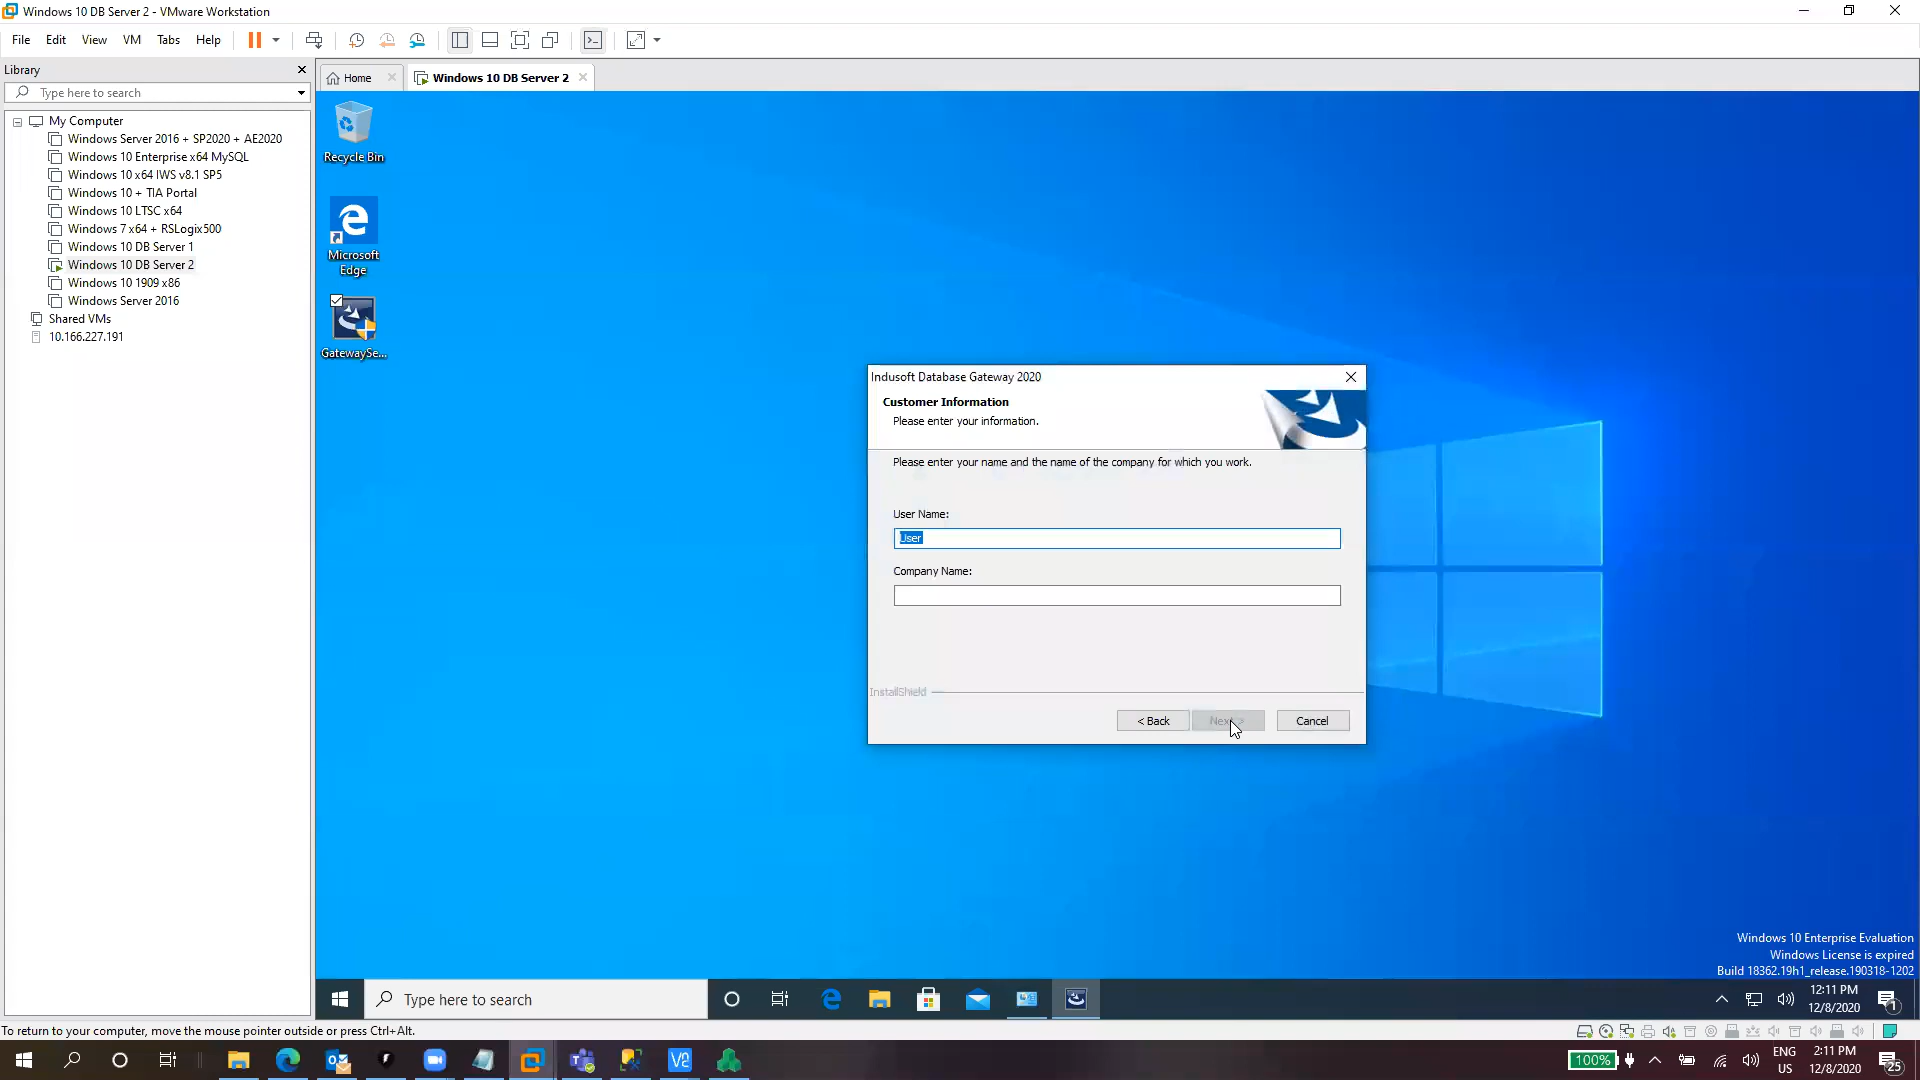 Windows 10 DB Server 2 - VMware Workstation
File Edit View VM Tabs Help
Library
Type here to search
Home
Windows 10 DB Server 2
My Computer
Windows Server 2016 + SP2020 + AE2020
Windows 10 Enterprise x64 MySQL
Windows 10 x64 IWS v8.1 SP5
Windows 10 + TIA Portal
Windows 10 LTSC x64
Windows 7 x64 + RSLogix500
Windows 10 DB Server 1
Windows 10 DB Server 2
Windows 10 1909 x86
Windows Server 2016
Shared VMs
10.166.227.191
Recycle Bin
Microsoft
Edge
GatewaySe...
Indusoft Database Gateway 2020
Customer Information
Please enter your information.
Please enter your name and the name of the company for which you work.
User Name:
User
Company Name:
InstallShield
< Back Next > Cancel
Windows 10 Enterprise Evaluation
Windows License is expired
Build 18362.19h1_release.190318-1202
Type here to search
12:11 PM
12/8/2020
1
To return to your computer, move the mouse pointer outside or press Ctrl+Alt.
100%
ENG
US
2:11 PM
12/8/2020
25